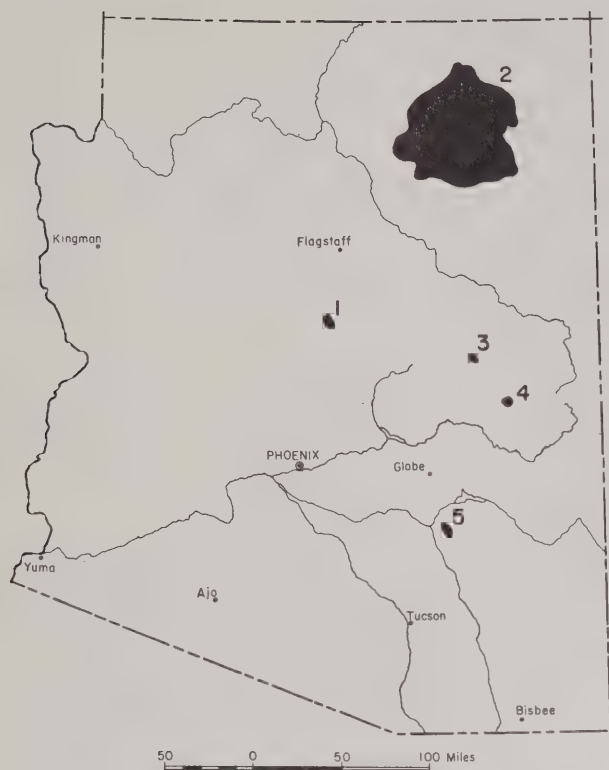 2
Kingman
Flagstaff
1
3
4
PHOENIX
Globe
5
Yuma
Ajo
Tucson
Bisbee
50 0 50 100 Miles